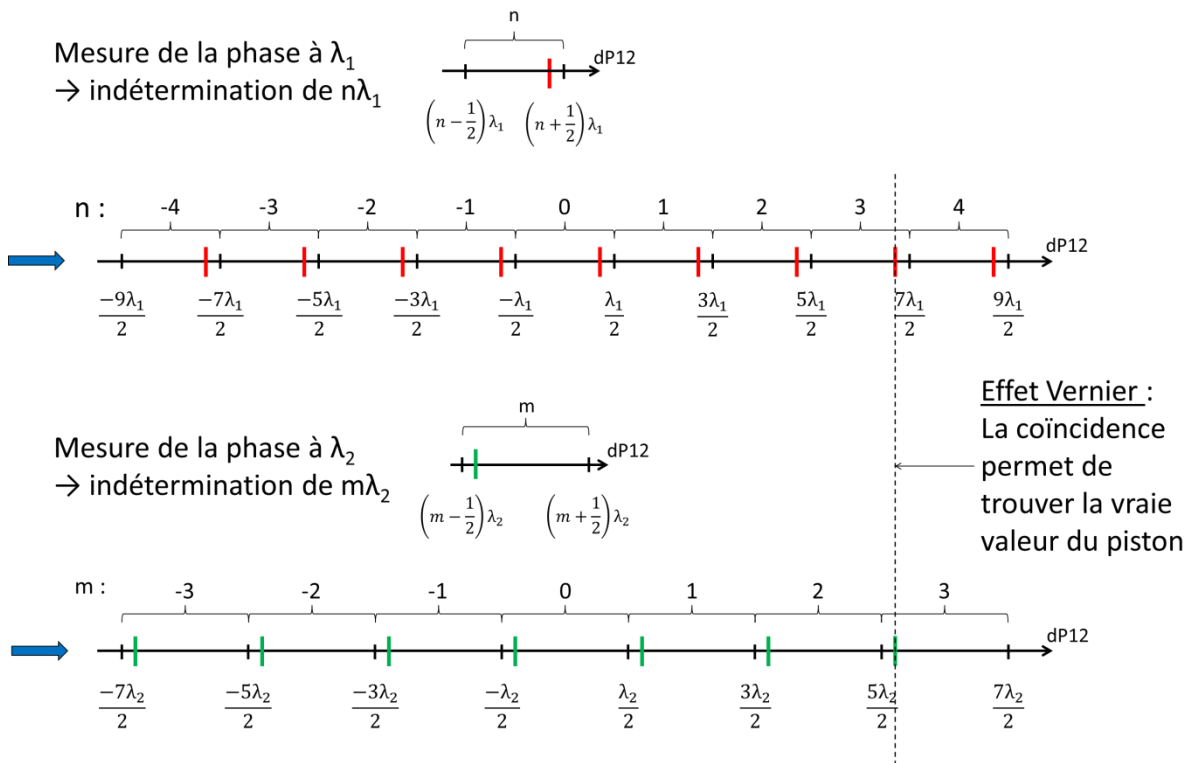 n
Mesure de la phase à λ₁
→ indétermination de nλ₁
dP12
(n − 1/2) λ₁ (n + 1/2) λ₁
n : -4 -3 -2 -1 0 1 2 3 4
dP12
−9λ₁/2 −7λ₁/2 −5λ₁/2 −3λ₁/2 −λ₁/2 λ₁/2 3λ₁/2 5λ₁/2 7λ₁/2 9λ₁/2
Effet Vernier :
La coïncidence
permet de
trouver la vraie
valeur du piston
m
Mesure de la phase à λ₂
→ indétermination de mλ₂
dP12
(m − 1/2) λ₂ (m + 1/2) λ₂
m : -3 -2 -1 0 1 2 3
dP12
−7λ₂/2 −5λ₂/2 −3λ₂/2 −λ₂/2 λ₂/2 3λ₂/2 5λ₂/2 7λ₂/2